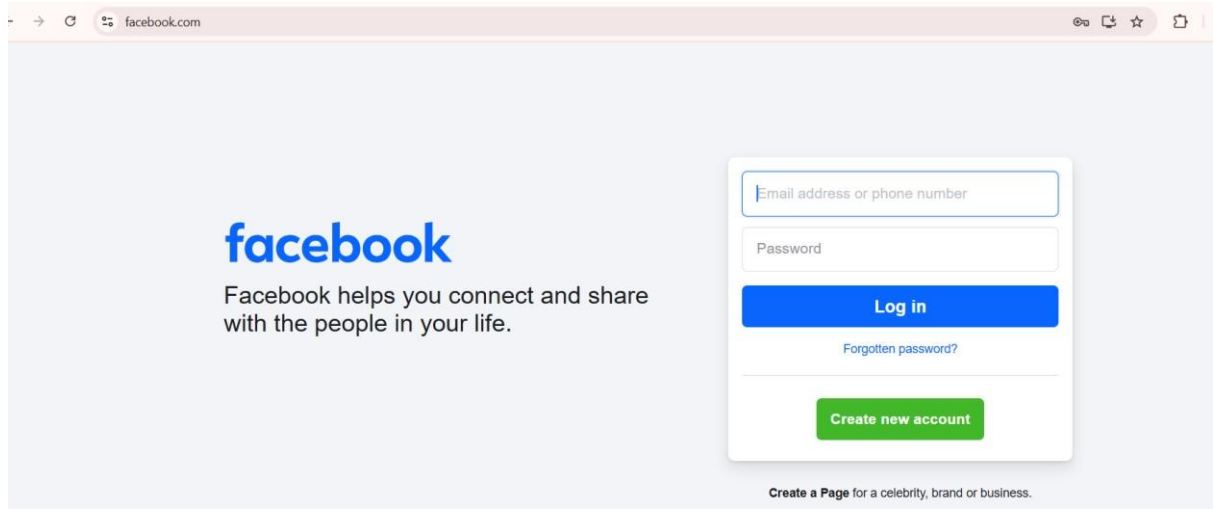 facebook.com
facebook
Facebook helps you connect and share
with the people in your life.
Email address or phone number
Password
Log in
Forgotten password?
Create new account
Create a Page for a celebrity, brand or business.